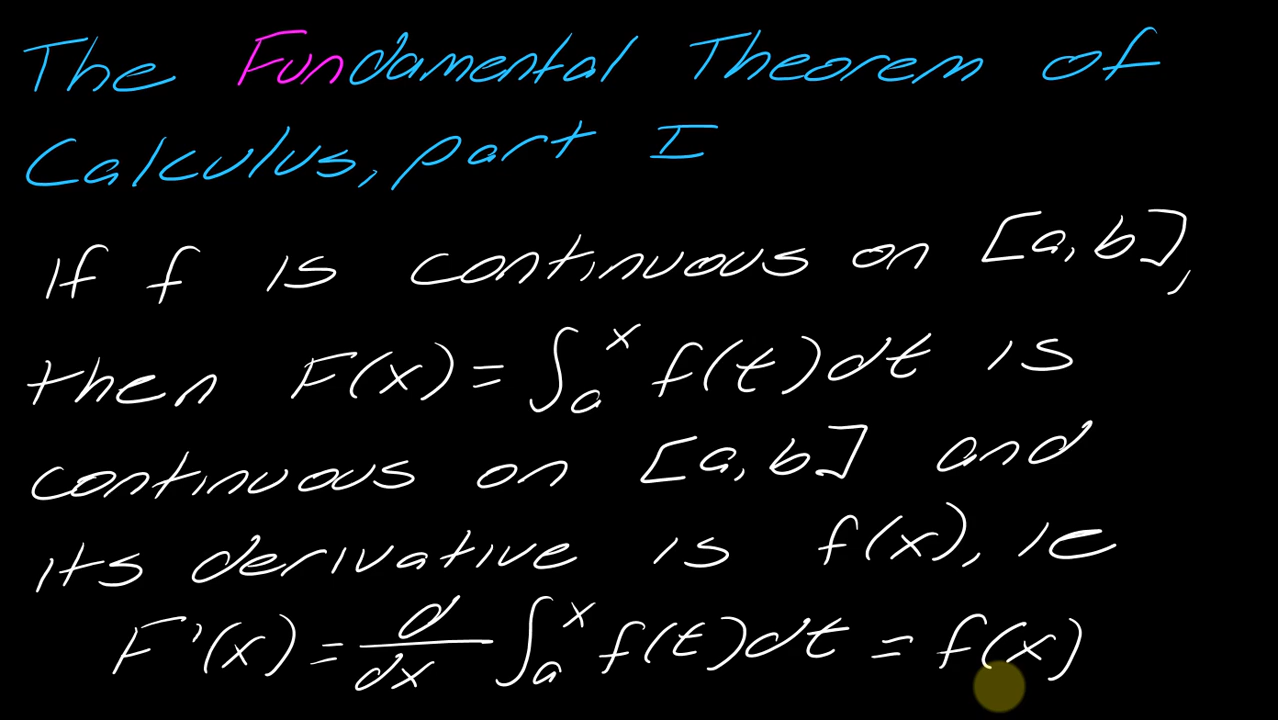 The Fundamental Theorem of
Calculus, part I
If f is continuous on [a,b],
then F(x) = ∫ₐˣ f(t)dt is
continuous on [a,b] and
its derivative is f(x), ie
F'(x) = d/dx ∫ₐˣ f(t)dt = f(x)